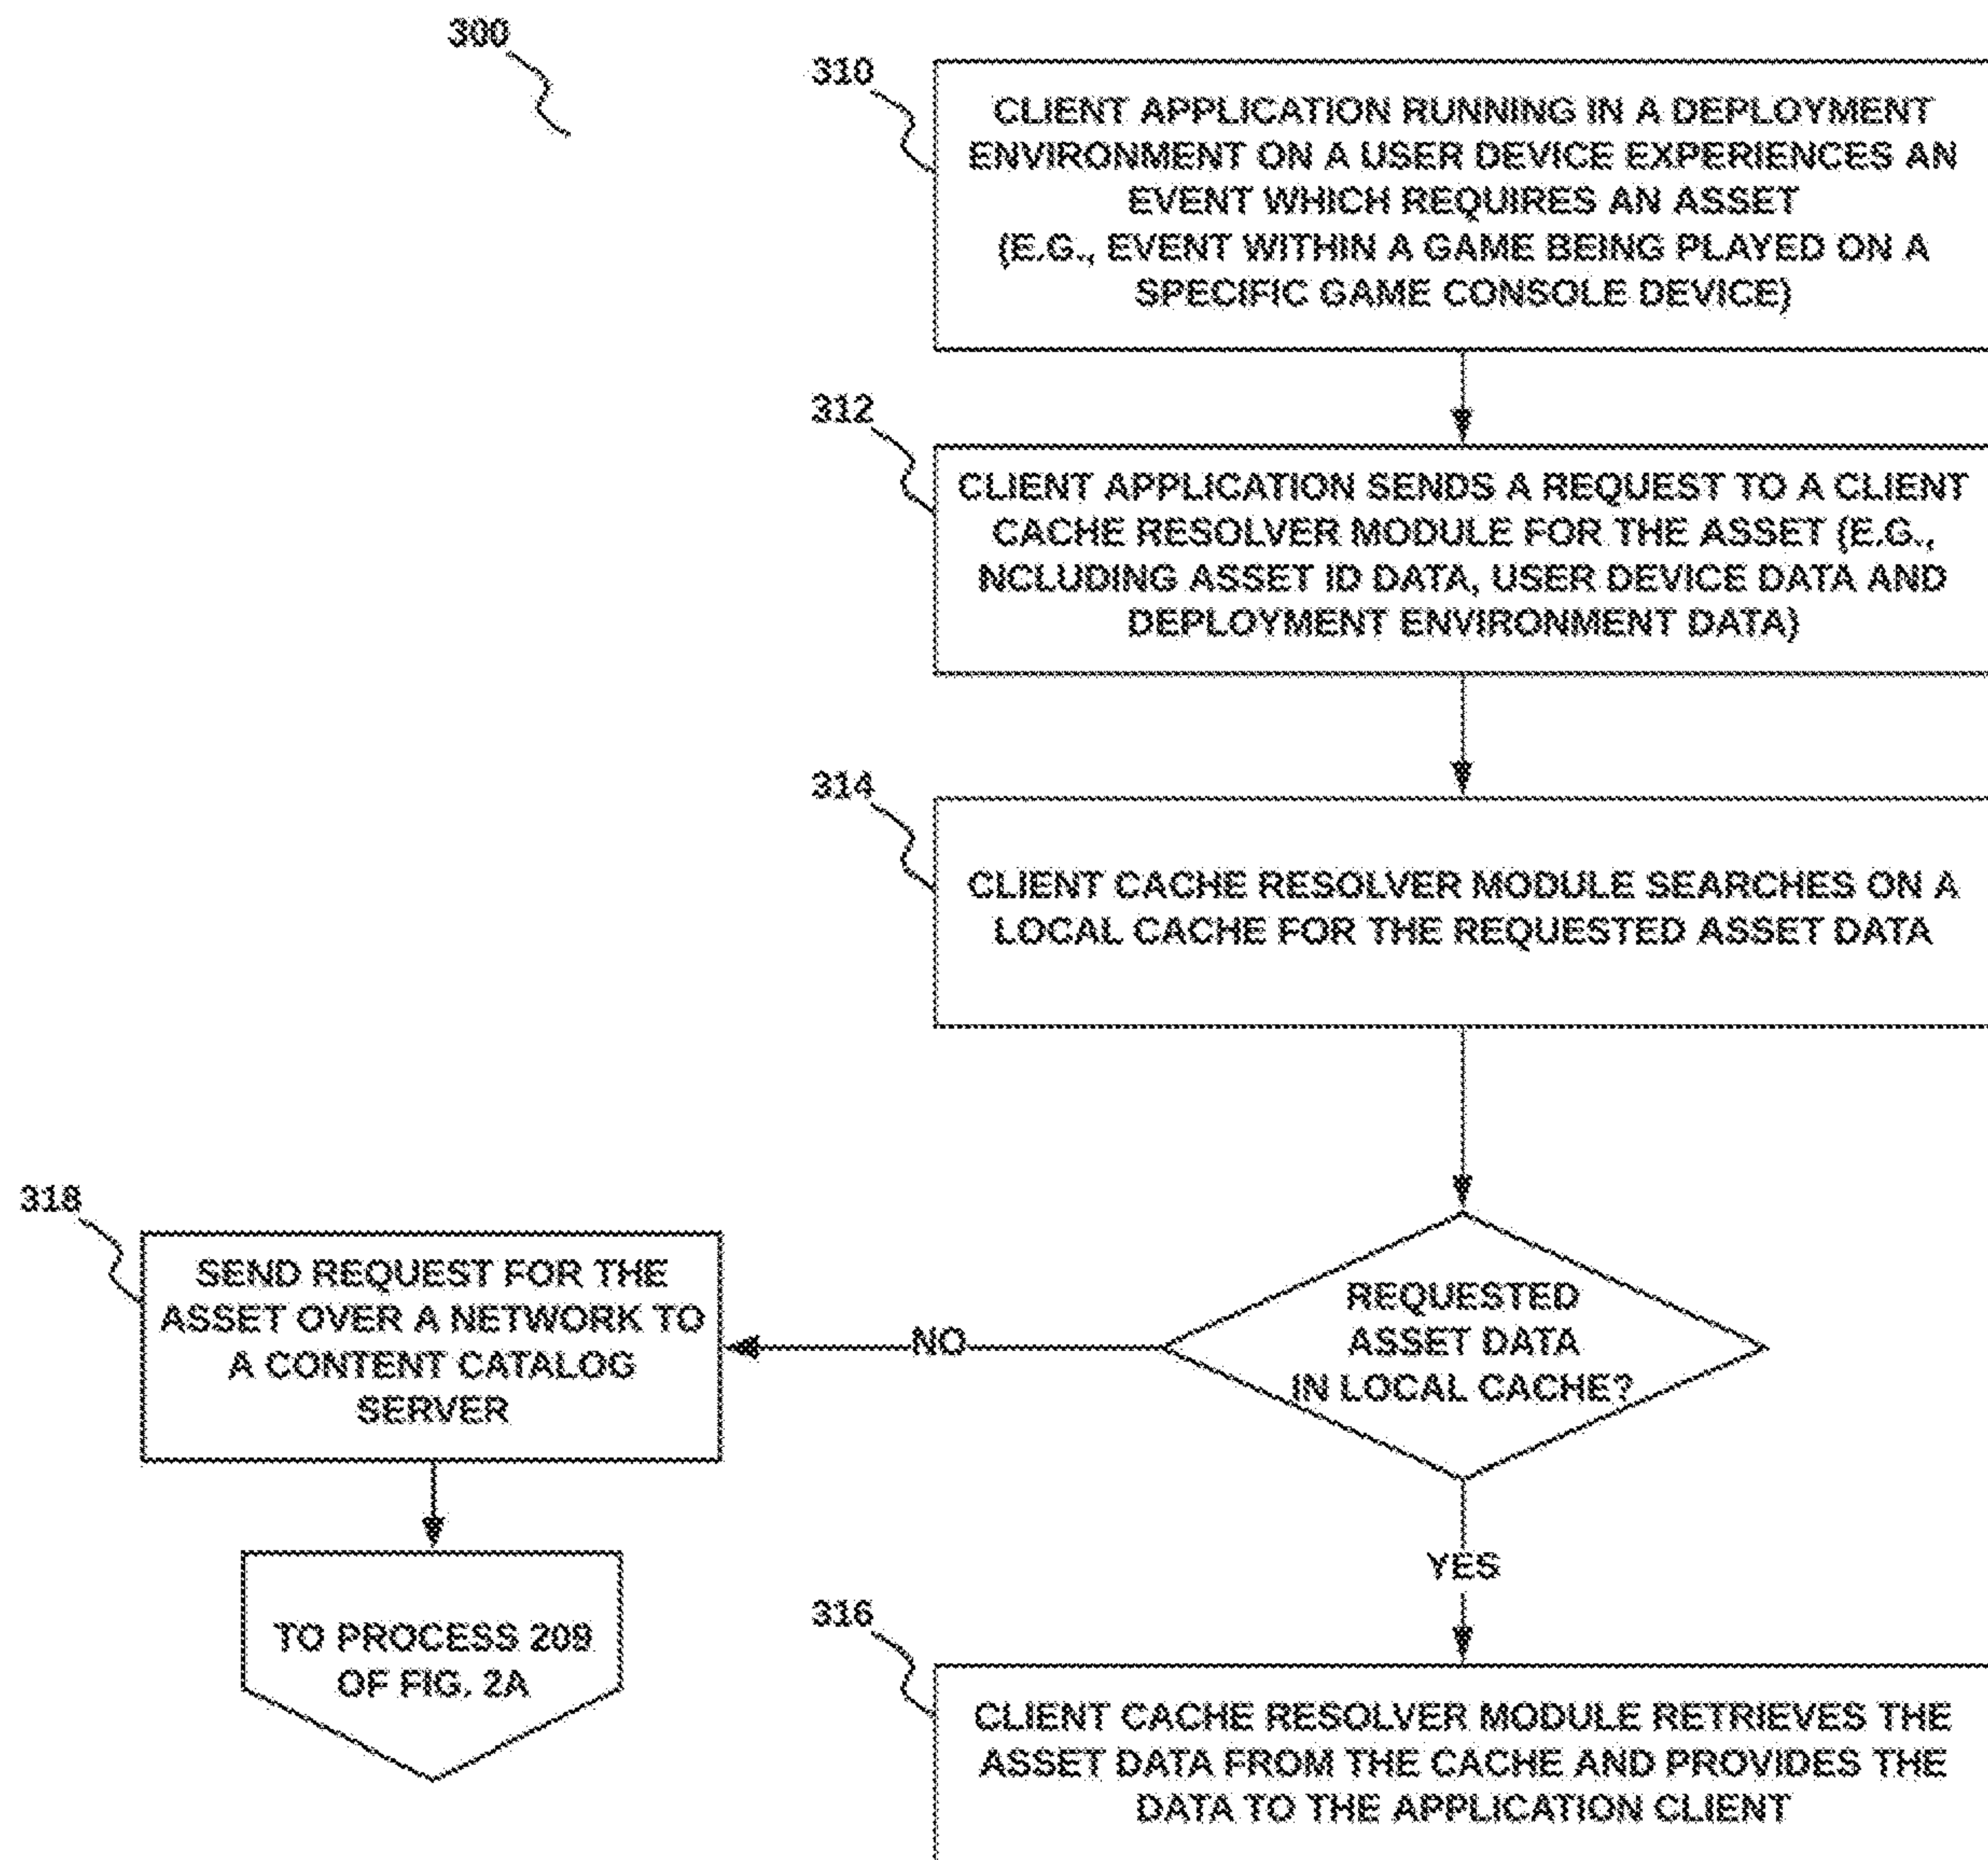 300
310
CLIENT APPLICATION RUNNING IN A DEPLOYMENT
ENVIRONMENT ON A USER DEVICE EXPERIENCES AN
EVENT WHICH REQUIRES AN ASSET
(E.G., EVENT WITHIN A GAME BEING PLAYED ON A
SPECIFIC GAME CONSOLE DEVICE)
312
CLIENT APPLICATION SENDS A REQUEST TO A CLIENT
CACHE RESOLVER MODULE FOR THE ASSET (E.G.,
NCLUDING ASSET ID DATA, USER DEVICE DATA AND
DEPLOYMENT ENVIRONMENT DATA)
314
CLIENT CACHE RESOLVER MODULE SEARCHES ON A
LOCAL CACHE FOR THE REQUESTED ASSET DATA
REQUESTED
ASSET DATA
IN LOCAL CACHE?
NO
318
SEND REQUEST FOR THE
ASSET OVER A NETWORK TO
A CONTENT CATALOG
SERVER
TO PROCESS 209
OF FIG. 2A
YES
316
CLIENT CACHE RESOLVER MODULE RETRIEVES THE
ASSET DATA FROM THE CACHE AND PROVIDES THE
DATA TO THE APPLICATION CLIENT